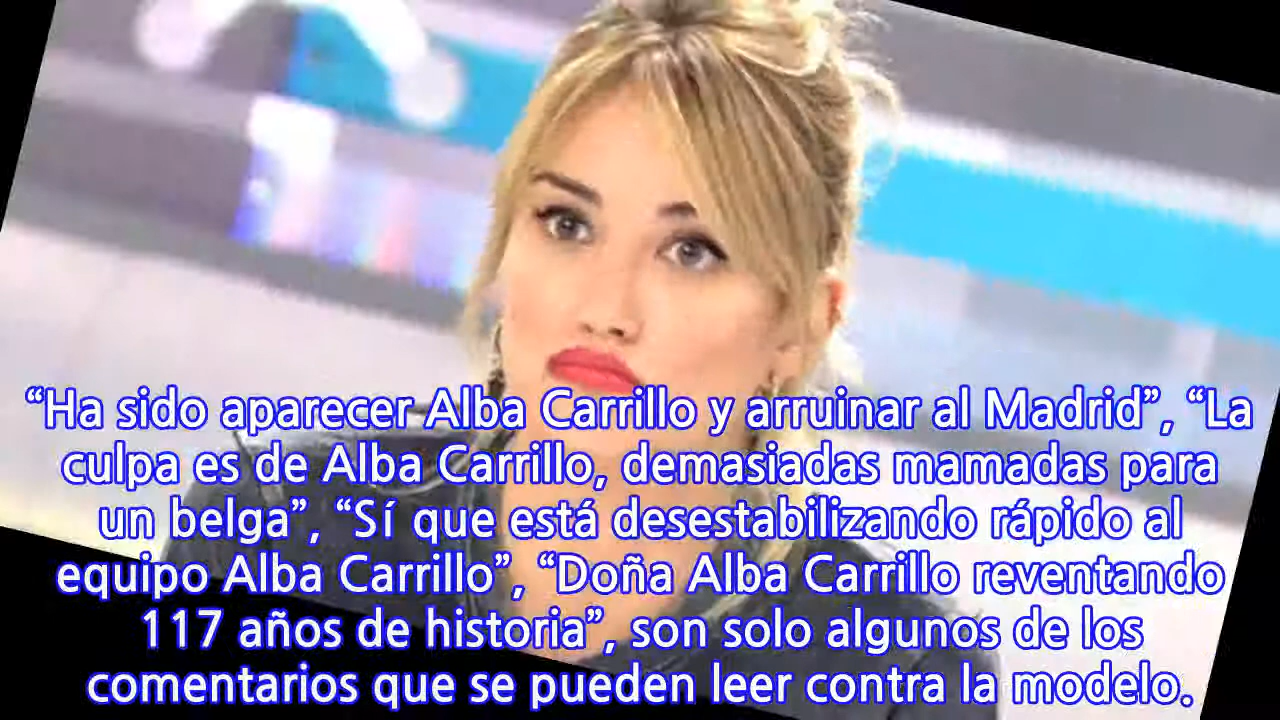 “Ha sido aparecer Alba Carrillo y arruinar al Madrid”, “La
culpa es de Alba Carrillo, demasiadas mamadas para
un belga”, “Sí que está desestabilizando rápido al
equipo Alba Carrillo”, “Doña Alba Carrillo reventando
117 años de historia”, son solo algunos de los
comentarios que se pueden leer contra la modelo.